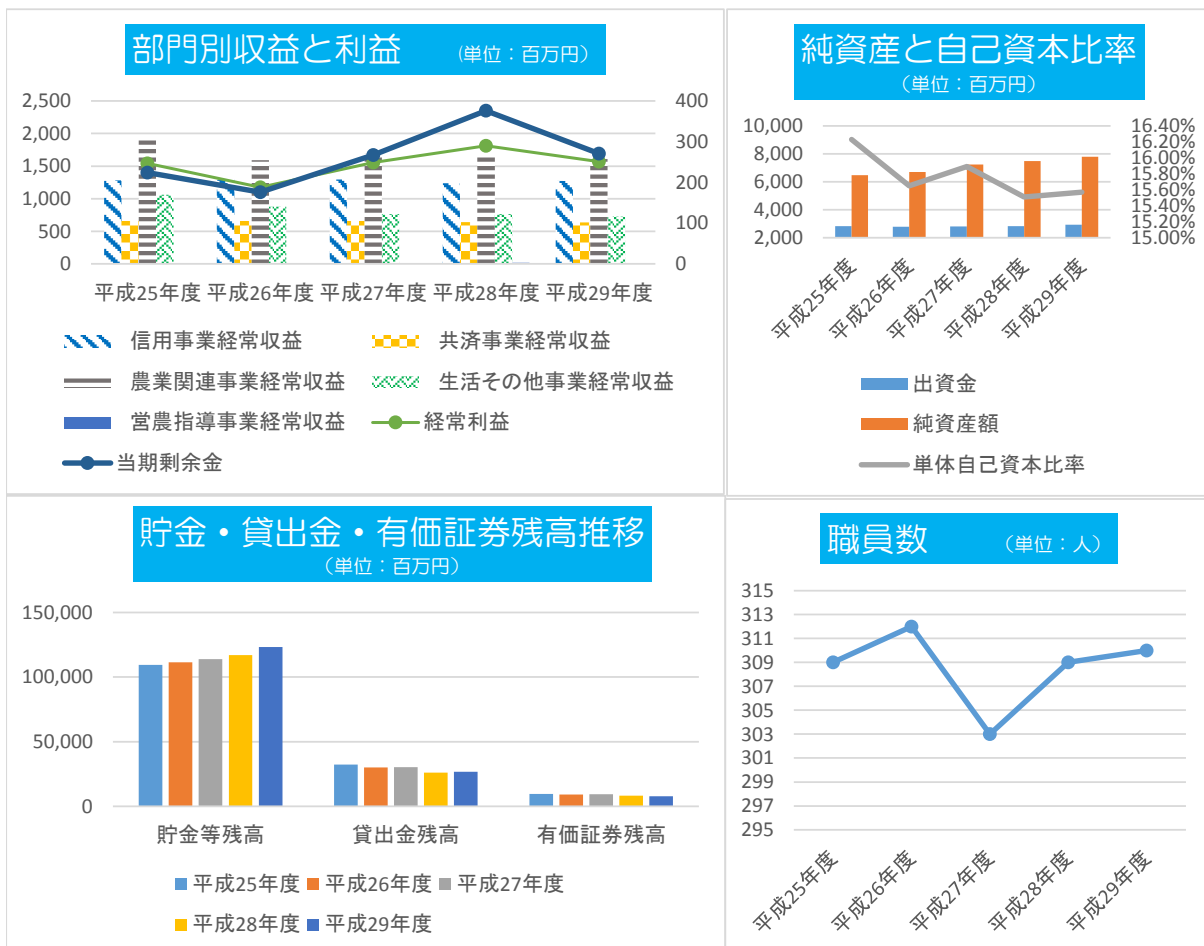 部門別収益と利益 （単位：百万円）
2,500
2,000
1,500
1,000
500
0
400
300
200
100
0
平成25年度 平成26年度 平成27年度 平成28年度 平成29年度
信用事業経常収益 共済事業経常収益
農業関連事業経常収益 生活その他事業経常収益
営農指導事業経常収益 経常利益
当期剰余金
純資産と自己資本比率
（単位：百万円）
10,000
8,000
6,000
4,000
2,000
16.40%
16.20%
16.00%
15.80%
15.60%
15.40%
15.20%
15.00%
平成25年度 平成26年度 平成27年度 平成28年度 平成29年度
出資金
純資産額
単体自己資本比率
貯金・貸出金・有価証券残高推移
（単位：百万円）
150,000
100,000
50,000
0
貯金等残高 貸出金残高 有価証券残高
平成25年度 平成26年度 平成27年度
平成28年度 平成29年度
職員数 （単位：人）
315
313
311
309
307
305
303
301
299
297
295
平成25年度 平成26年度 平成27年度 平成28年度 平成29年度